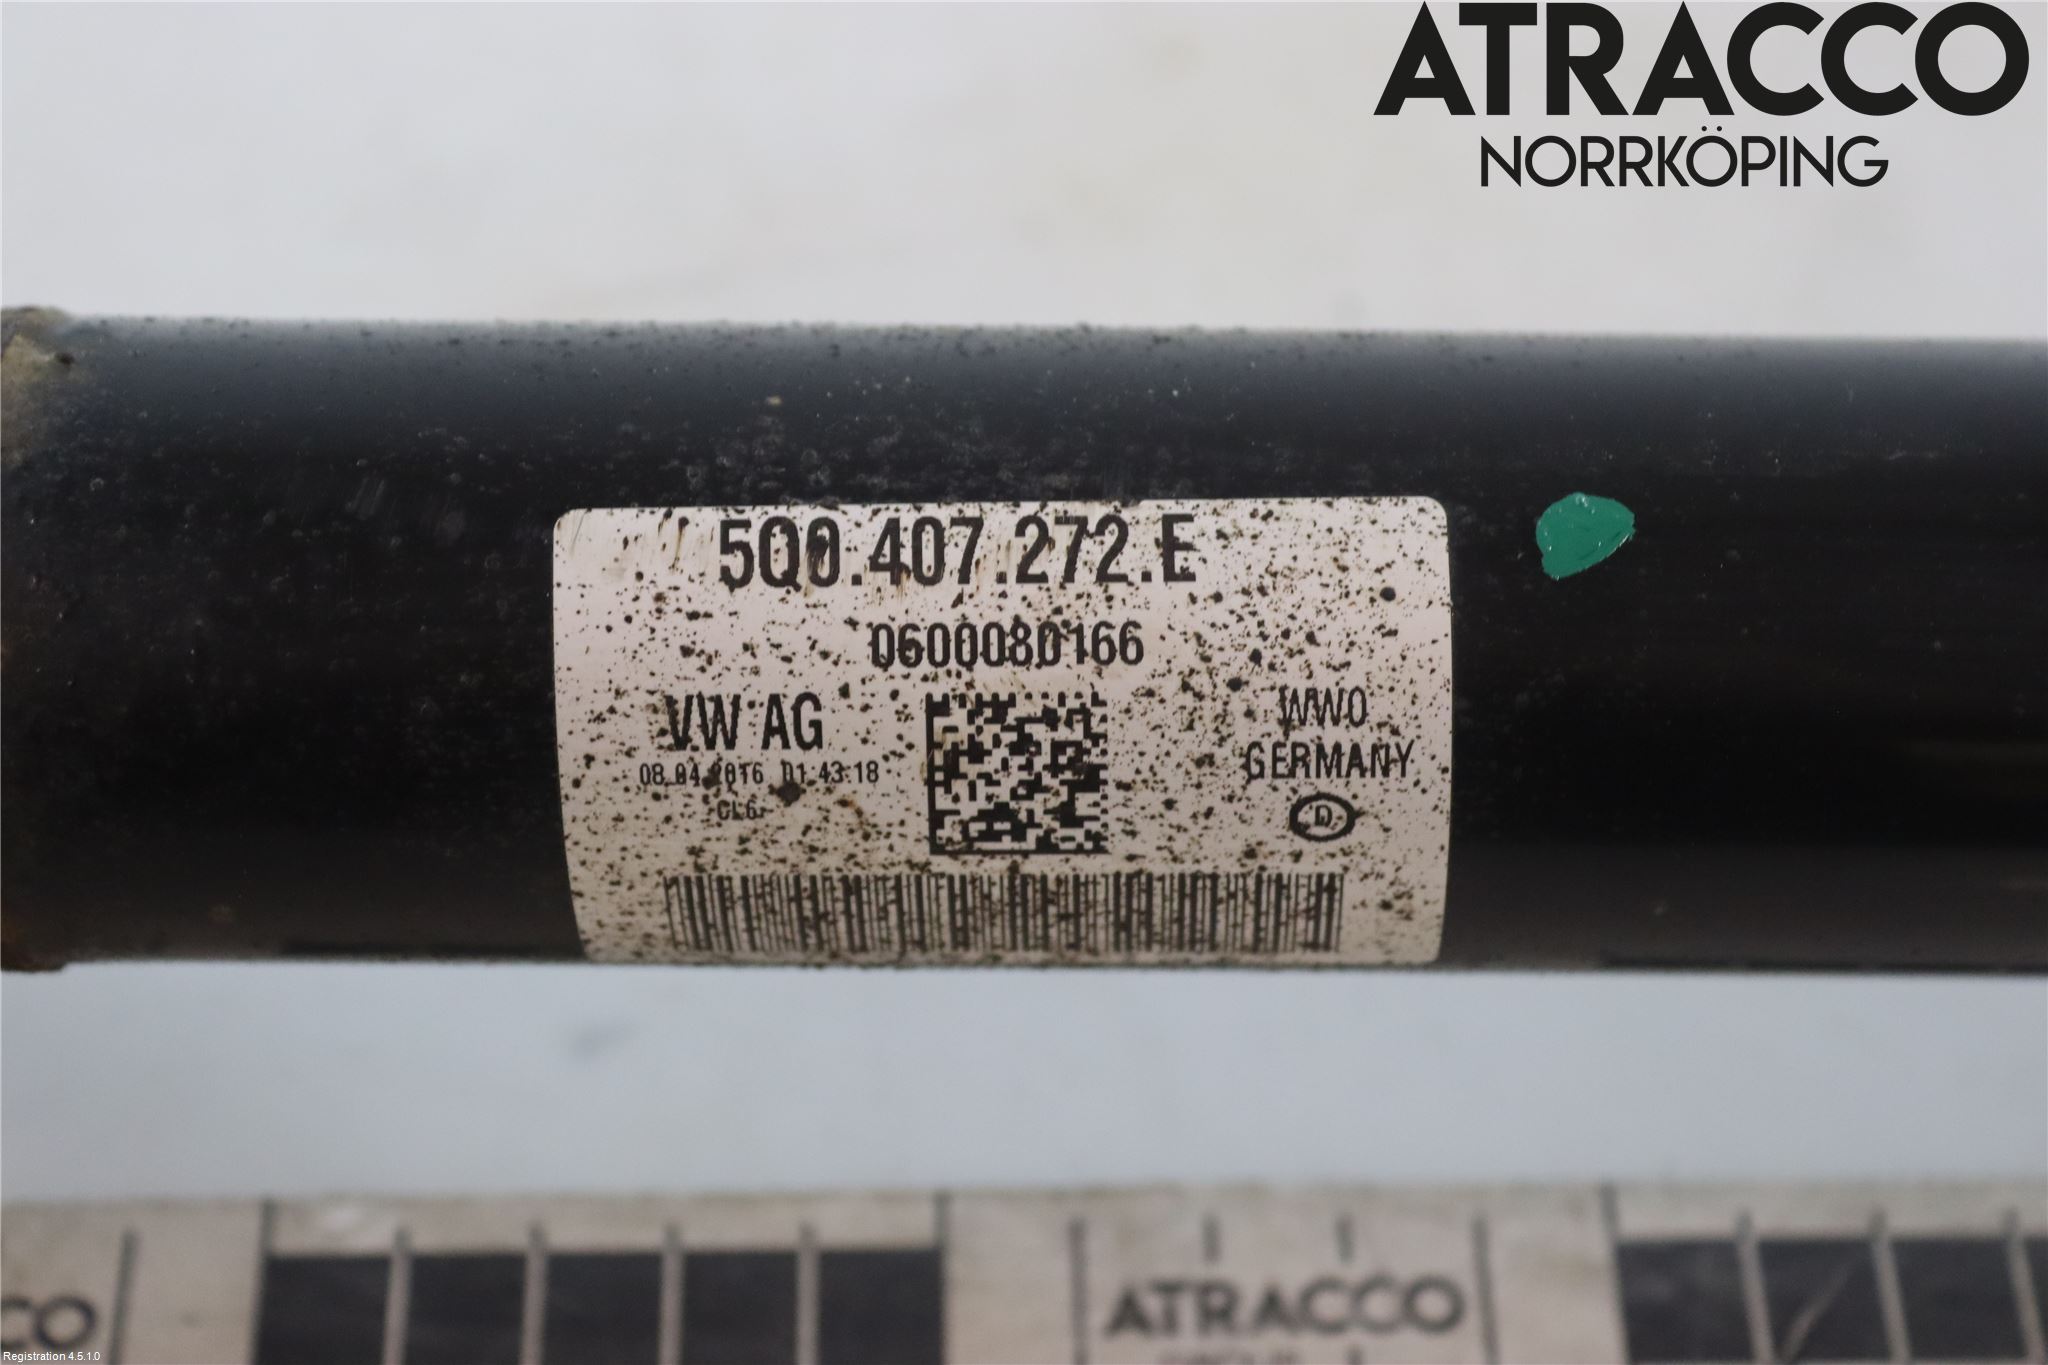 ATRACCO
NORRKÖPING
5Q0.407.272.E
0600080166
VW AG
08.04.2016 01:43:18
CL6
WWO
GERMANY
D
CO
ATRACCO
Registration 4.5.1.0